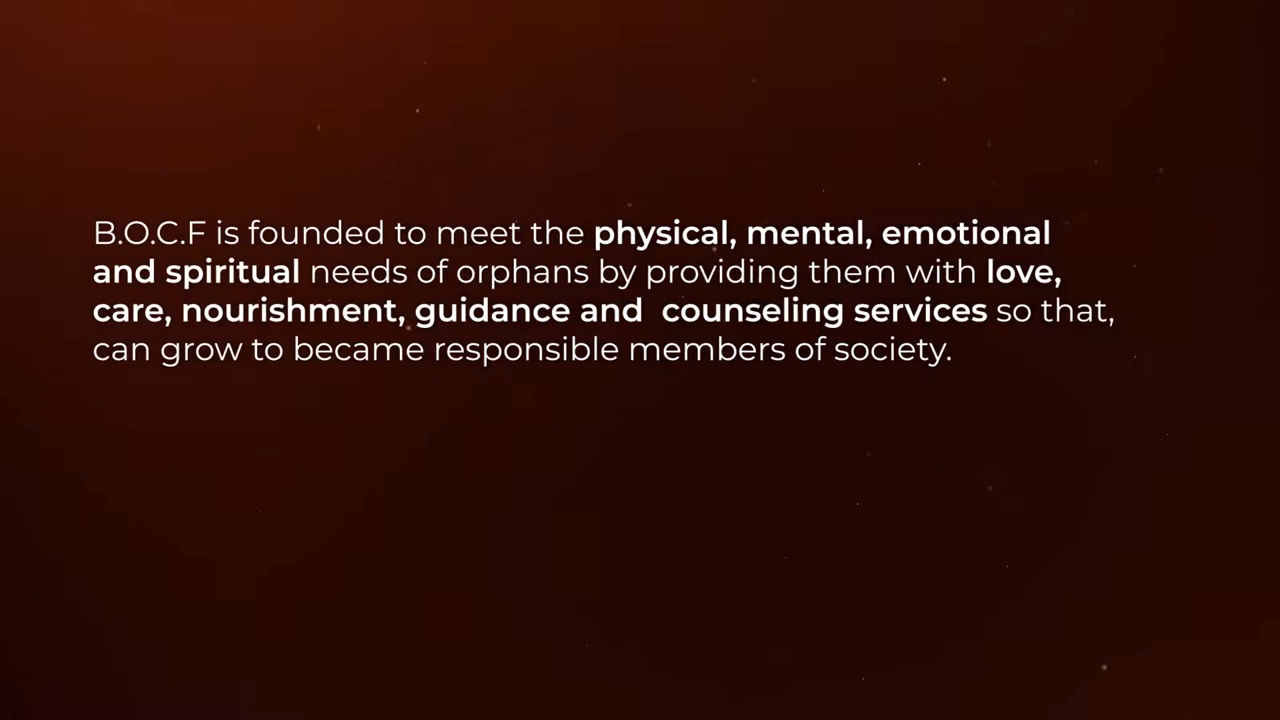 B.O.C.F is founded to meet the physical, mental, emotional
and spiritual needs of orphans by providing them with love,
care, nourishment, guidance and  counseling services so that,
can grow to became responsible members of society.